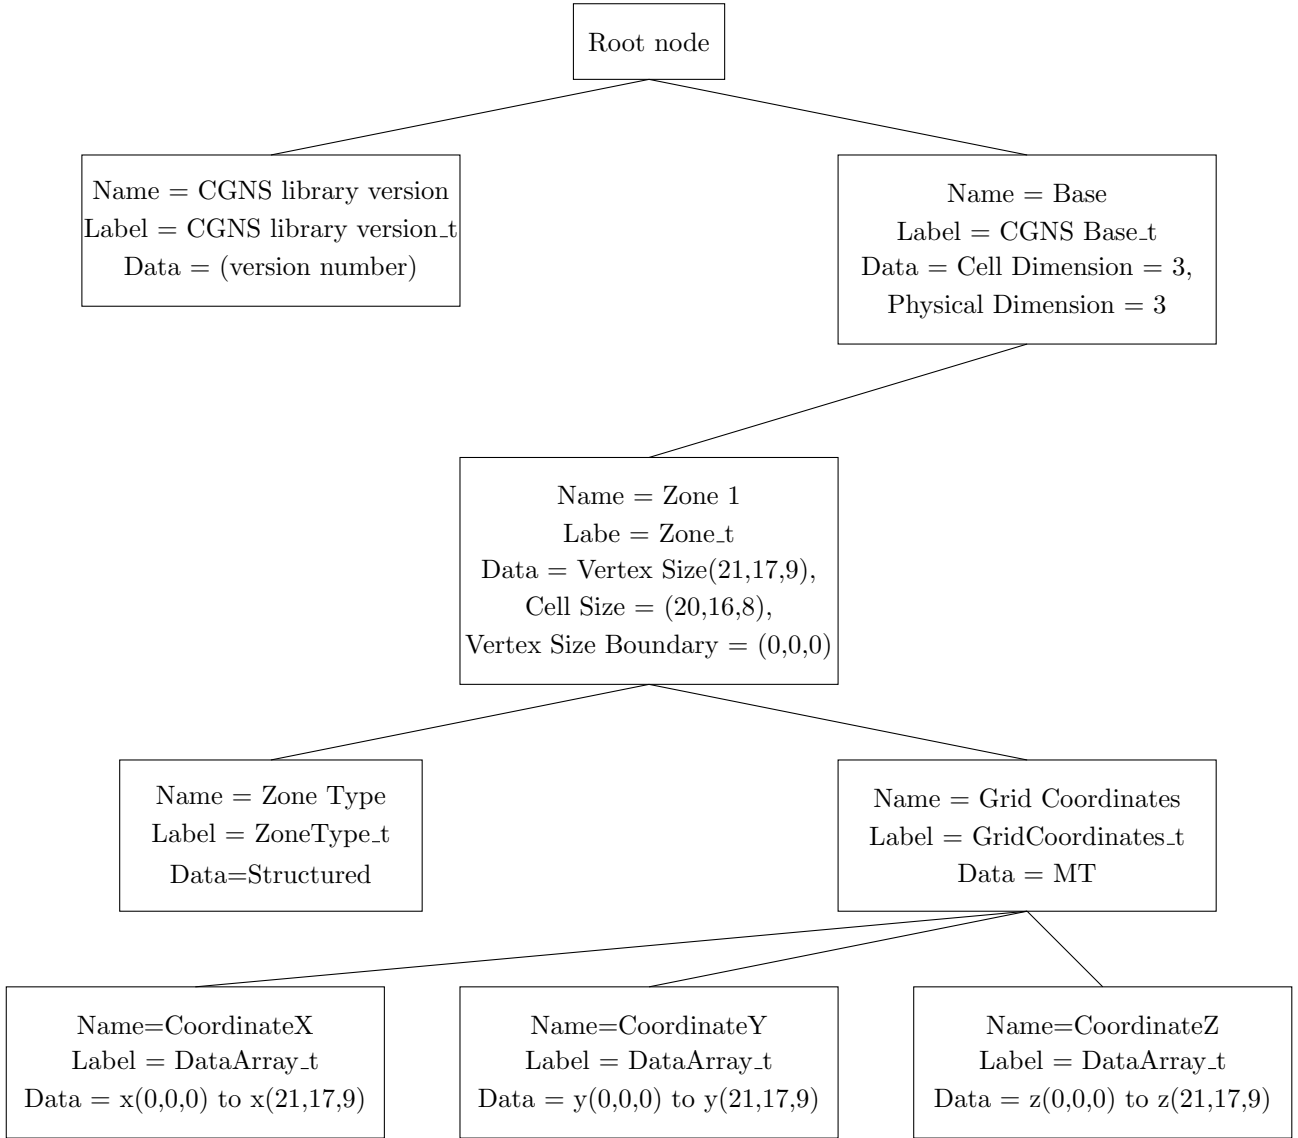 Root node
Name = CGNS library version
Label = CGNS library version_t
Data = (version number)
Name = Base
Label = CGNS Base_t
Data = Cell Dimension = 3,
Physical Dimension = 3
Name = Zone 1
Labe = Zone_t
Data = Vertex Size(21,17,9),
Cell Size = (20,16,8),
Vertex Size Boundary = (0,0,0)
Name = Zone Type
Label = ZoneType_t
Data=Structured
Name = Grid Coordinates
Label = GridCoordinates_t
Data = MT
Name=CoordinateX
Label = DataArray_t
Data = x(0,0,0) to x(21,17,9)
Name=CoordinateY
Label = DataArray_t
Data = y(0,0,0) to y(21,17,9)
Name=CoordinateZ
Label = DataArray_t
Data = z(0,0,0) to z(21,17,9)